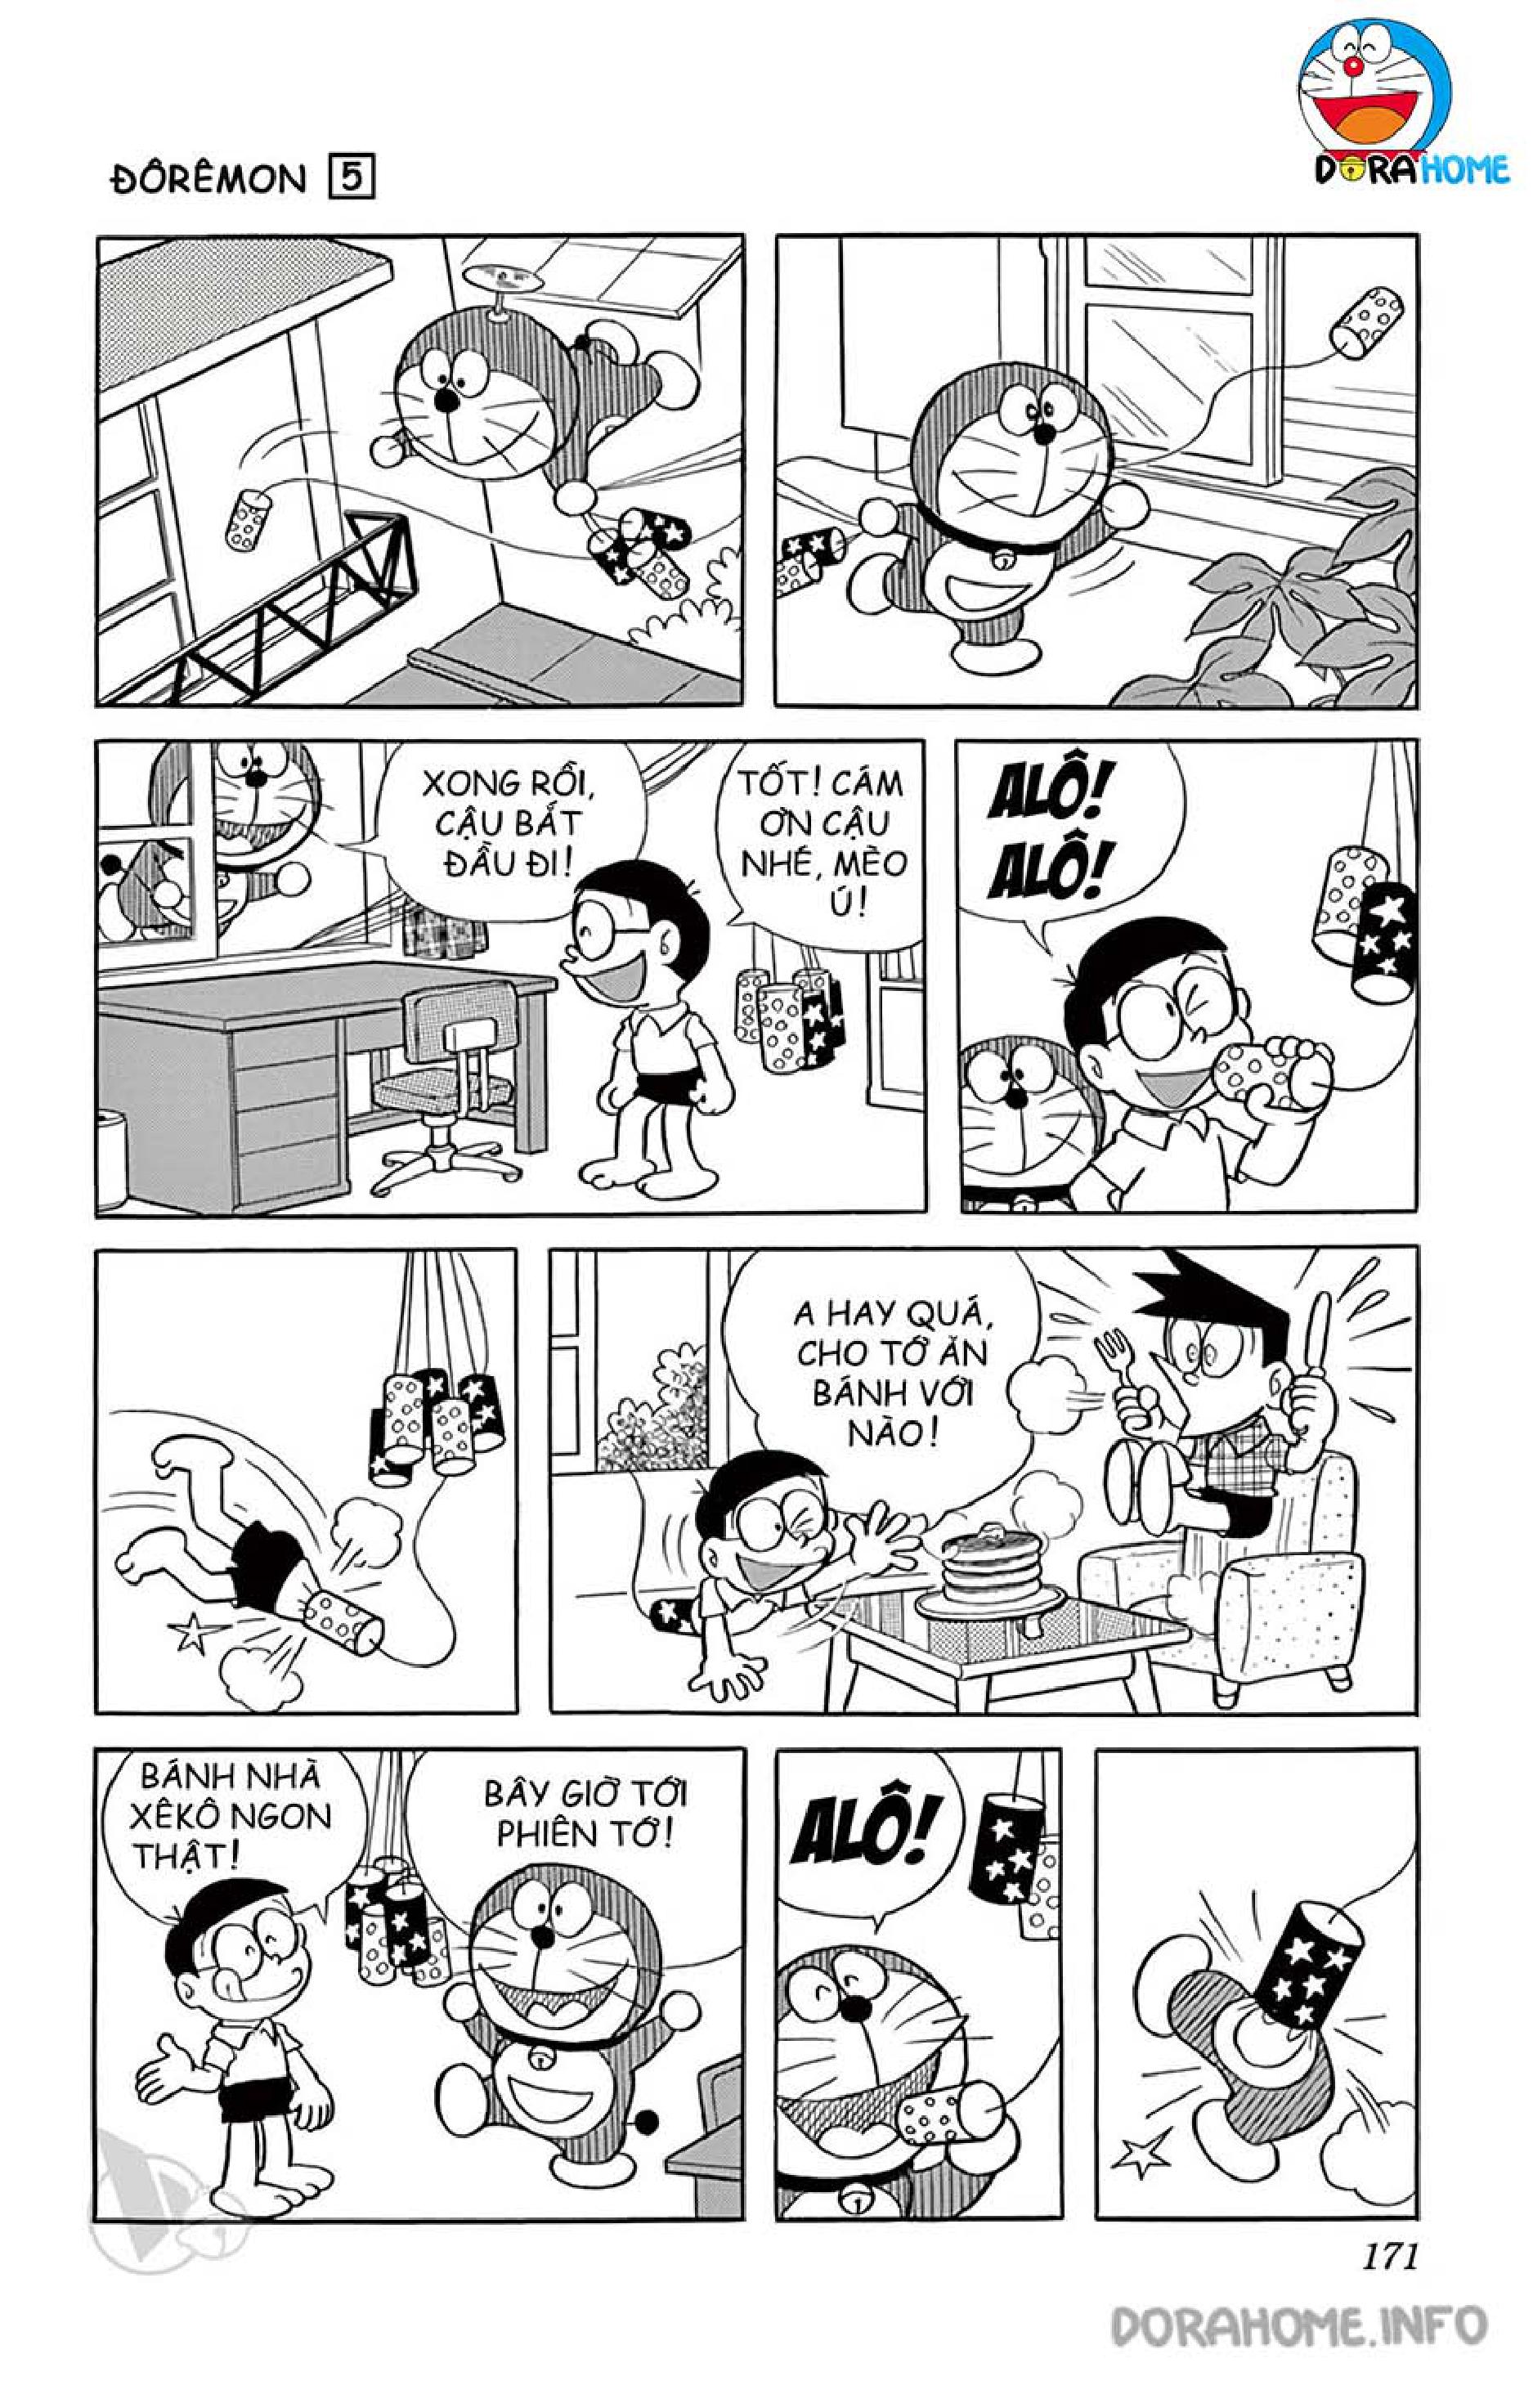 DORAHOME
ĐÔRÊMON 5
XONG RỒI,
CẬU BẮT
ĐẦU ĐI!
TỐT! CÁM
ƠN CẬU
NHÉ, MÈO
Ú!
ALÔ!
ALÔ!
A HAY QUÁ,
CHO TỚ ĂN
BÁNH VỚI
NÀO!
BÁNH NHÀ
XÊKÔ NGON
THẬT!
BÂY GIỜ TỚI
PHIÊN TỚ!
ALÔ!
171
DORAHOME.INFO